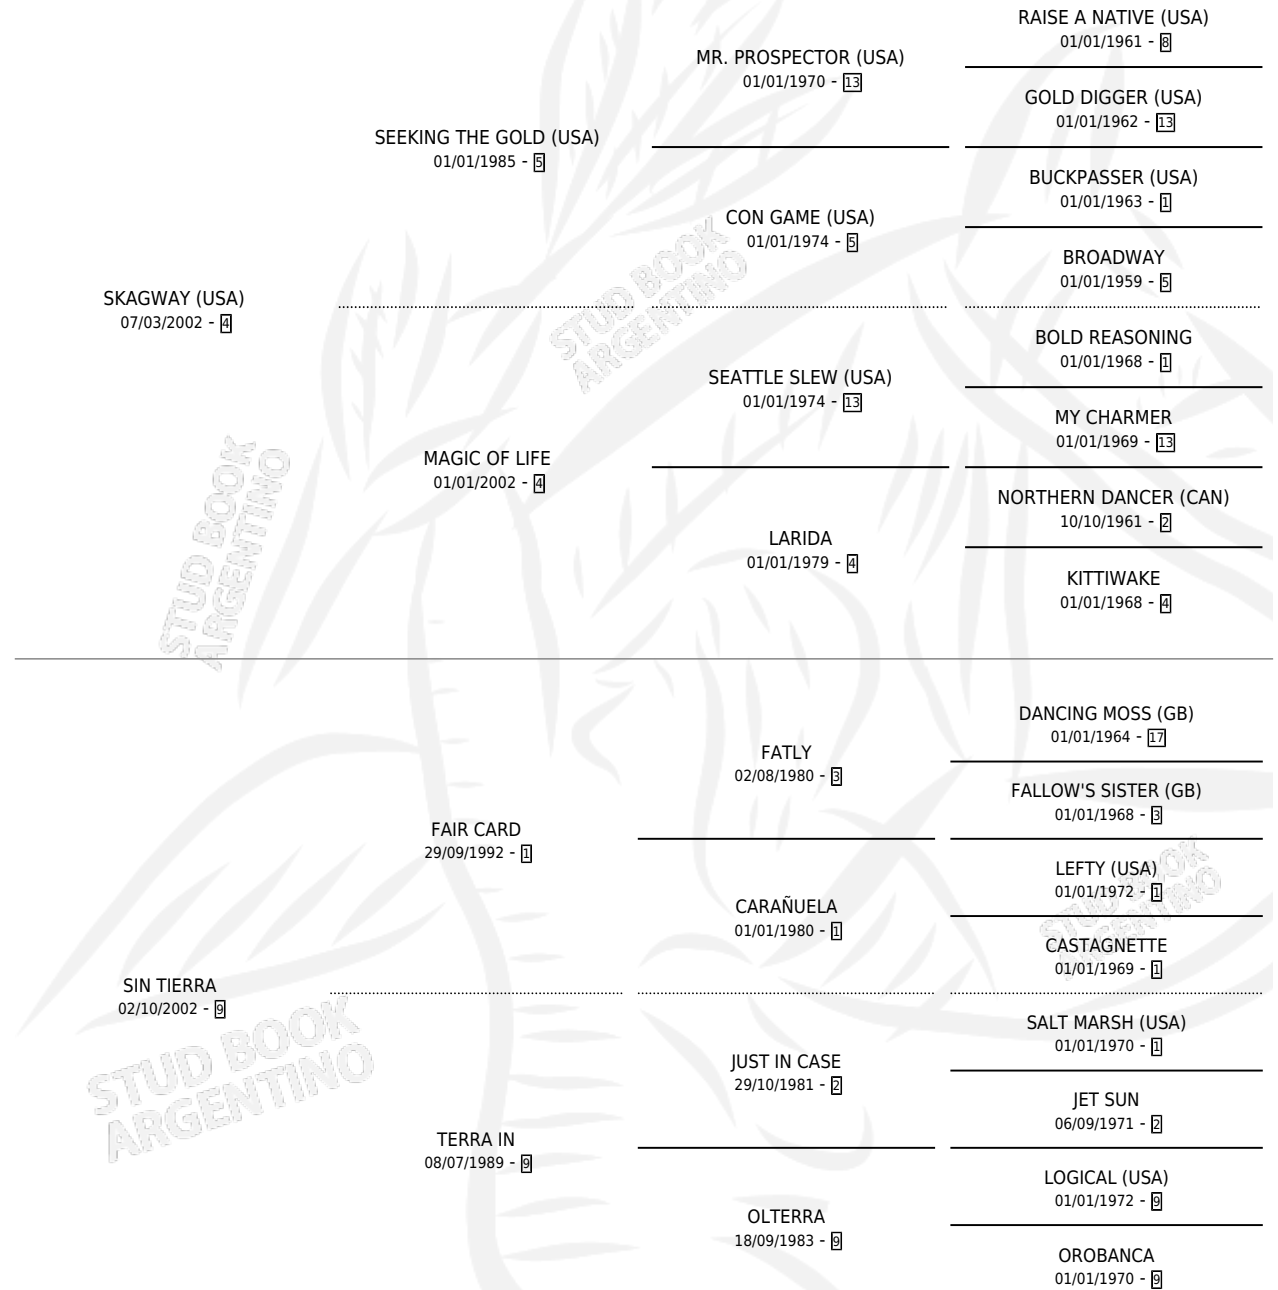 RAISE A NATIVE (USA)
01/01/1961 - 8
MR. PROSPECTOR (USA)
01/01/1970 - 13
GOLD DIGGER (USA)
01/01/1962 - 13
SEEKING THE GOLD (USA)
01/01/1985 - 5
BUCKPASSER (USA)
01/01/1963 - 1
CON GAME (USA)
01/01/1974 - 5
BROADWAY
01/01/1959 - 5
SKAGWAY (USA)
07/03/2002 - 4
BOLD REASONING
01/01/1968 - 1
SEATTLE SLEW (USA)
01/01/1974 - 13
MY CHARMER
01/01/1969 - 13
MAGIC OF LIFE
01/01/2002 - 4
NORTHERN DANCER (CAN)
10/10/1961 - 2
LARIDA
01/01/1979 - 4
KITTIWAKE
01/01/1968 - 4
STUD BOOK
ARGENTINO
STUD BOOK
ARGENTINO
DANCING MOSS (GB)
01/01/1964 - 17
FATLY
02/08/1980 - 3
FALLOW'S SISTER (GB)
01/01/1968 - 3
FAIR CARD
29/09/1992 - 1
LEFTY (USA)
01/01/1972 - 1
CARAÑUELA
01/01/1980 - 1
CASTAGNETTE
01/01/1969 - 1
SIN TIERRA
02/10/2002 - 9
SALT MARSH (USA)
01/01/1970 - 1
JUST IN CASE
29/10/1981 - 2
JET SUN
06/09/1971 - 2
TERRA IN
08/07/1989 - 9
LOGICAL (USA)
01/01/1972 - 9
OLTERRA
18/09/1983 - 9
OROBANCA
01/01/1970 - 9
STUD BOOK
ARGENTINO
STUD BOOK
ARGENTINO